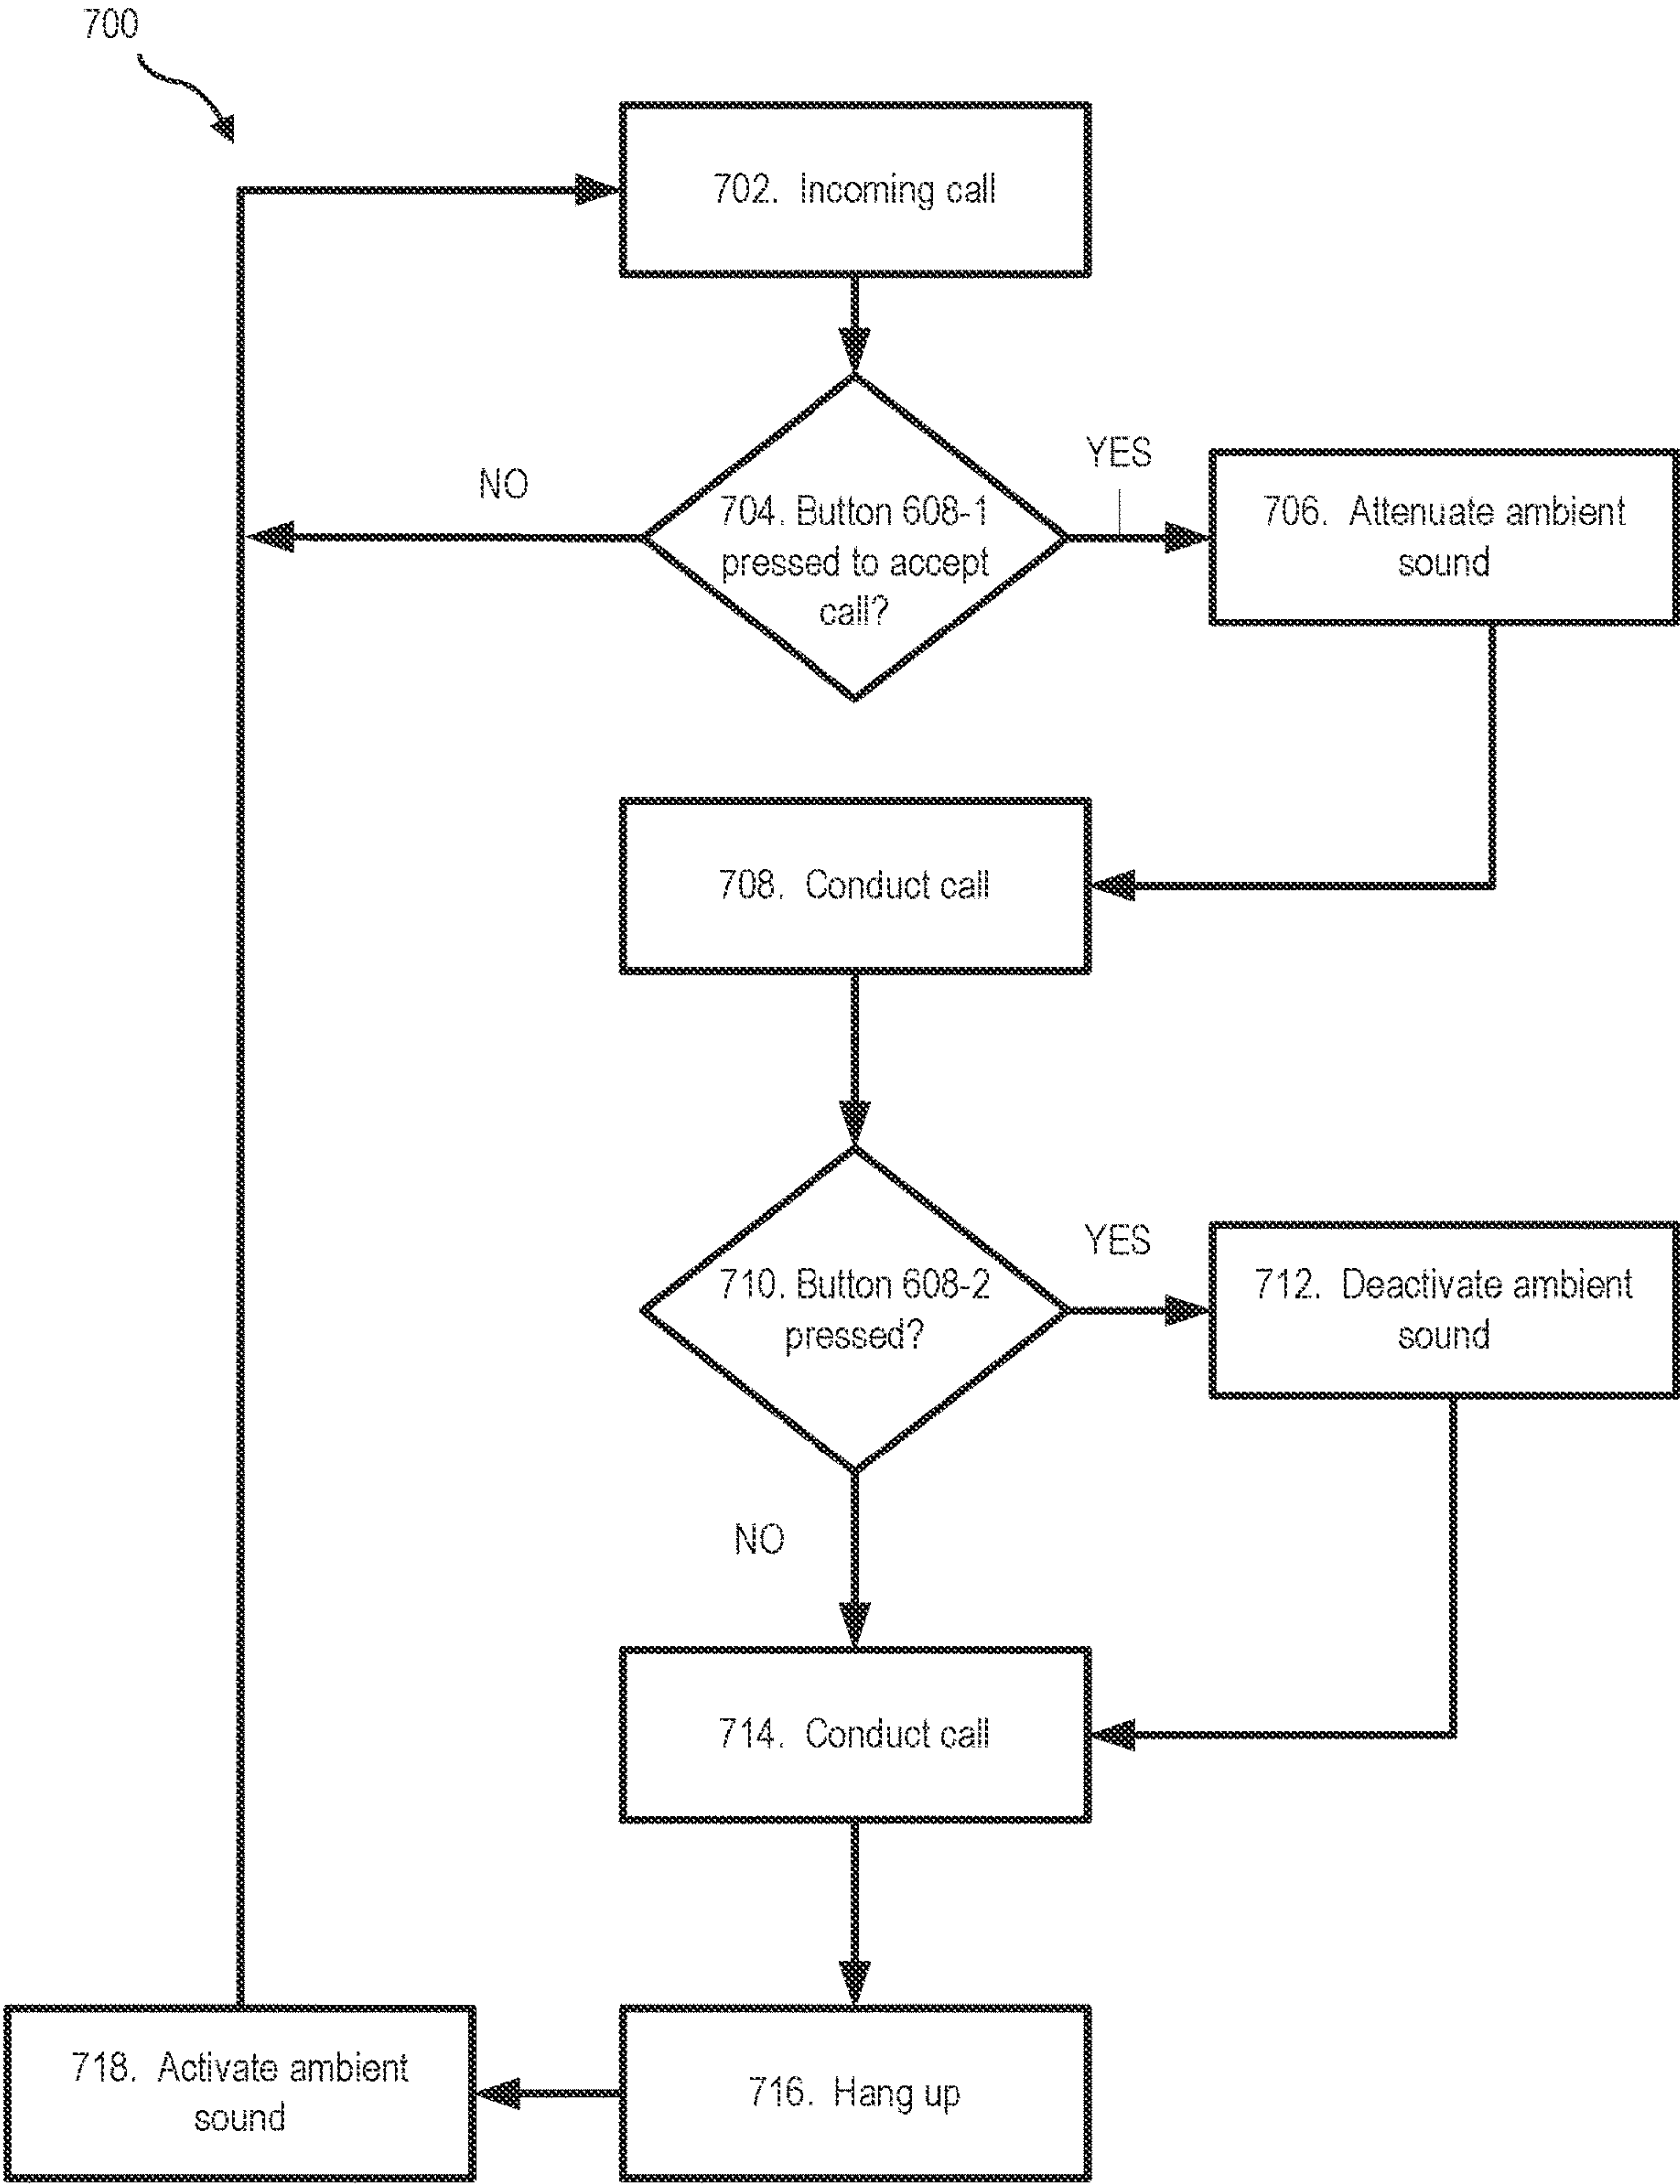 700
702. Incoming call
YES
NO
704. Button 608-1
pressed to accept
call?
706. Attenuate ambient
sound
708. Conduct call
YES
710. Button 608-2
pressed?
712. Deactivate ambient
sound
NO
714. Conduct call
718. Activate ambient
sound
716. Hang up